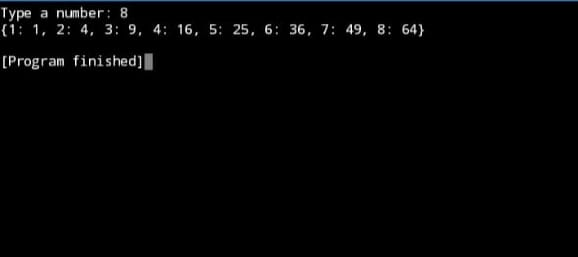 Type a number: 8
{1: 1, 2: 4, 3: 9, 4: 16, 5: 25, 6: 36, 7: 49, 8: 64}
[Program finished]